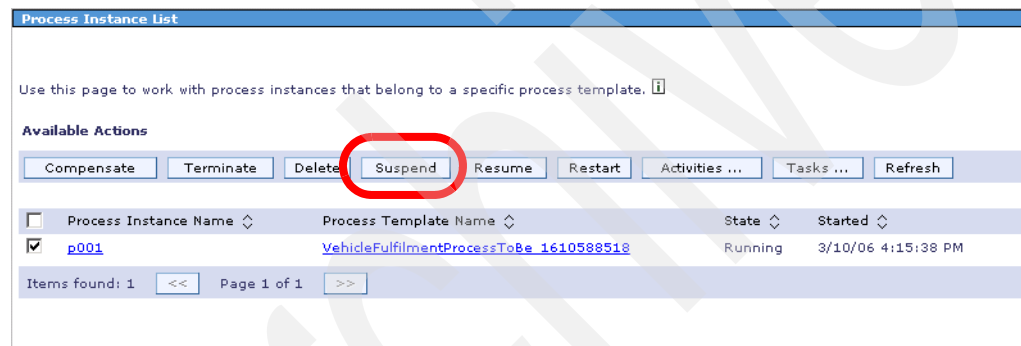 Process Instance List
Use this page to work with process instances that belong to a specific process template. i
Available Actions
Compensate Terminate Delete Suspend Resume Restart Activities ... Tasks ... Refresh
Process Instance Name Process Template Name State Started
p001 VehicleFulfilmentProcessToBe_1610588518 Running 3/10/06 4:15:38 PM
Items found: 1 << Page 1 of 1 >>